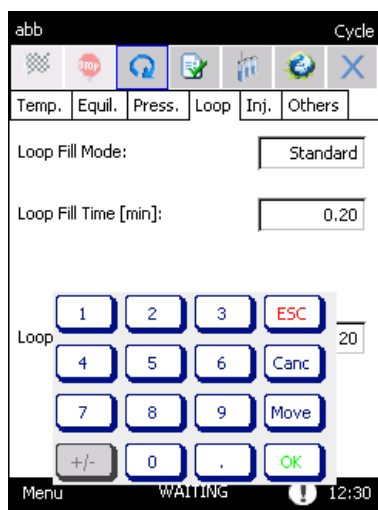 abb Cycle
STOP
Temp. Equil. Press. Loop Inj. Others
Loop Fill Mode: Standard
Loop Fill Time [min]: 0.20
1 2 3 ESC
Loop 20
4 5 6 Canc
7 8 9 Move
+/- 0 . OK
Menu WAITING 12:30